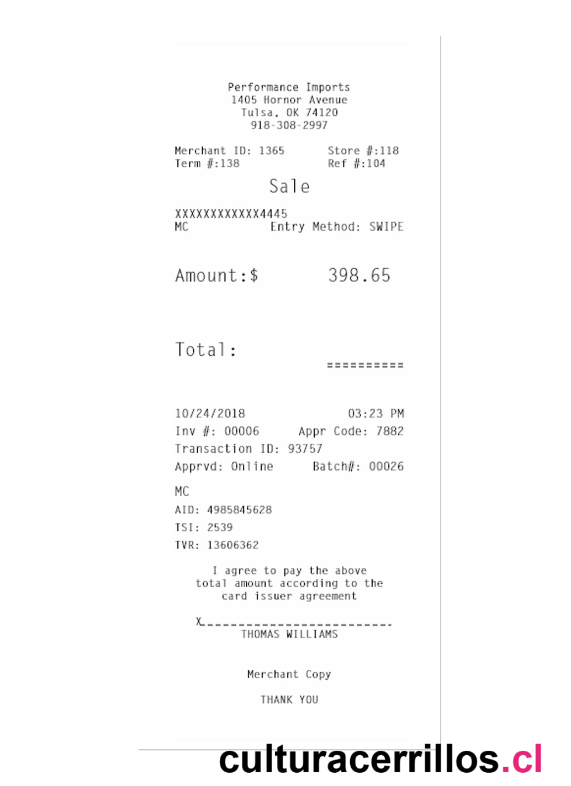 Performance Imports
1405 Hornor Avenue
Tulsa, OK 74120
918-308-2997
Merchant ID: 1365 Store #:118
Term #:138 Ref #:104
Sale
XXXXXXXXXXXX4445
MC Entry Method: SWIPE
Amount:$ 398.65
Total:
==========
10/24/2018 03:23 PM
Inv #: 00006 Appr Code: 7882
Transaction ID: 93757
Apprvd: Online Batch#: 00026
MC
AID: 4985845628
TSI: 2539
TVR: 13606362
I agree to pay the above
total amount according to the
card issuer agreement
X_________________________
THOMAS WILLIAMS
Merchant Copy
THANK YOU
culturacerrillos.cl